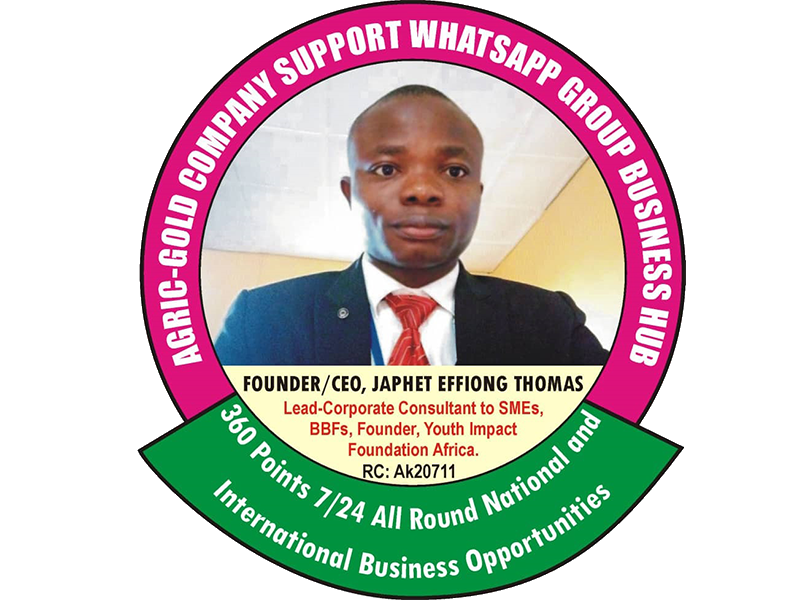 AGRIC-GOLD COMPANY SUPPORT WHATSAPP GROUP BUSINESS HUB
FOUNDER/CEO, JAPHET EFFIONG THOMAS
Lead-Corporate Consultant to SMEs,
BBFs, Founder, Youth Impact
Foundation Africa.
RC: Ak20711
360 Points 7/24 All Round National and
International Business Opportunities